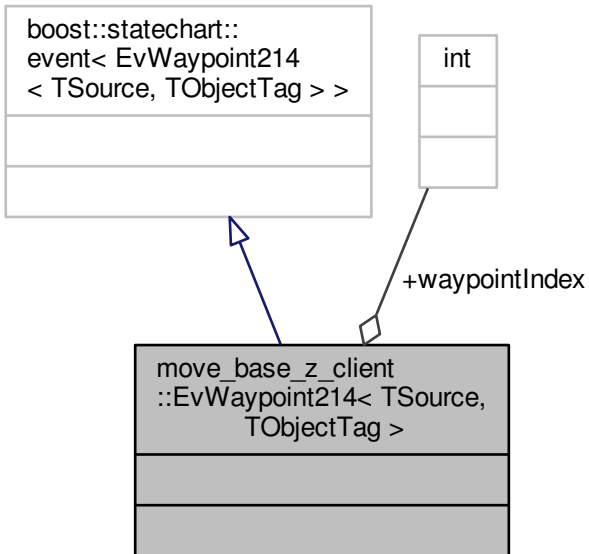 boost::statechart::
event< EvWaypoint214
< TSource, TObjectTag > >
int
+waypointIndex
move_base_z_client
::EvWaypoint214< TSource,
TObjectTag >